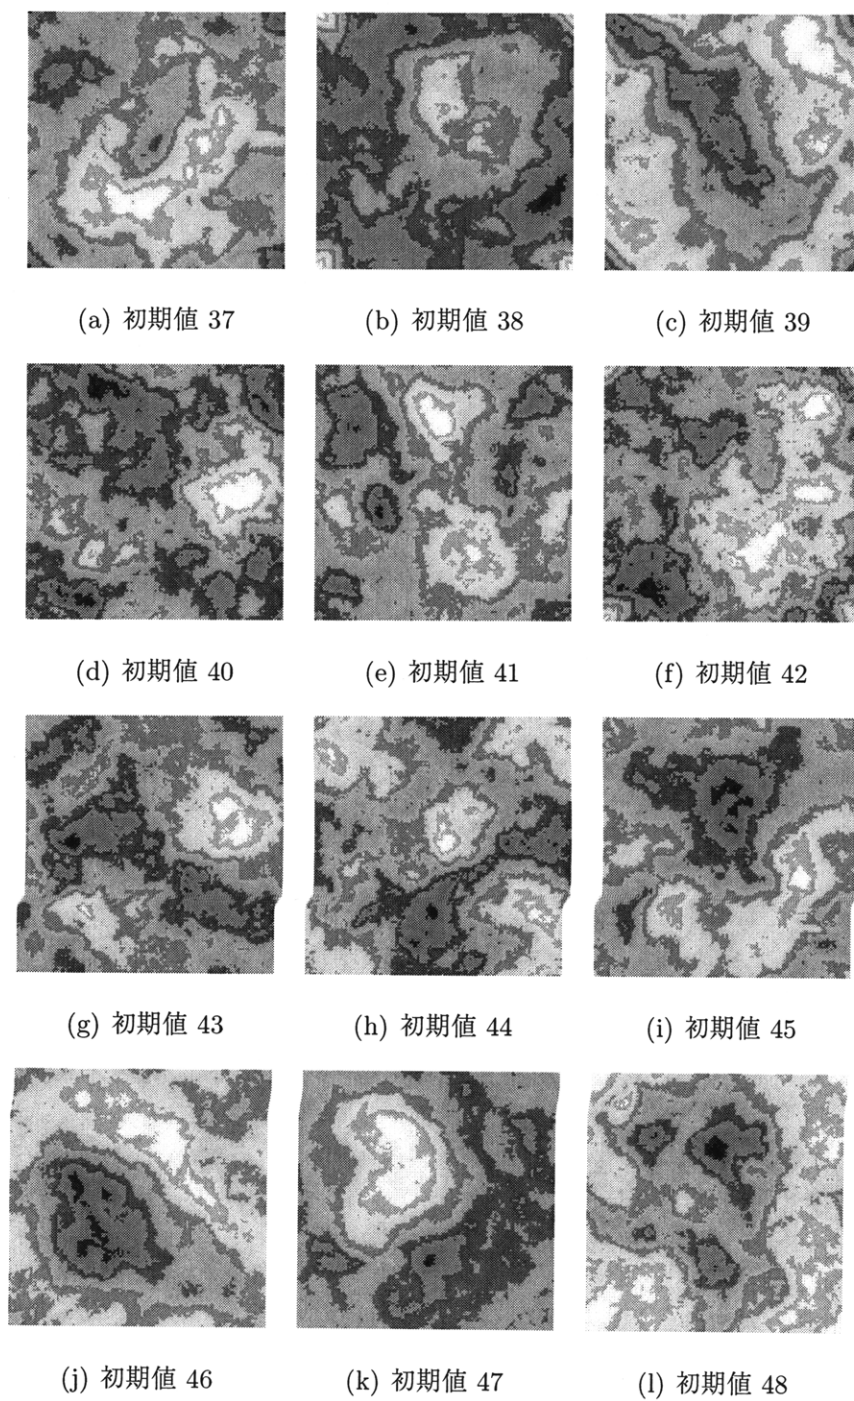 (a) 初期値 37
(b) 初期値 38
(c) 初期値 39
(d) 初期値 40
(e) 初期値 41
(f) 初期値 42
(g) 初期値 43
(h) 初期値 44
(i) 初期値 45
(j) 初期値 46
(k) 初期値 47
(l) 初期値 48